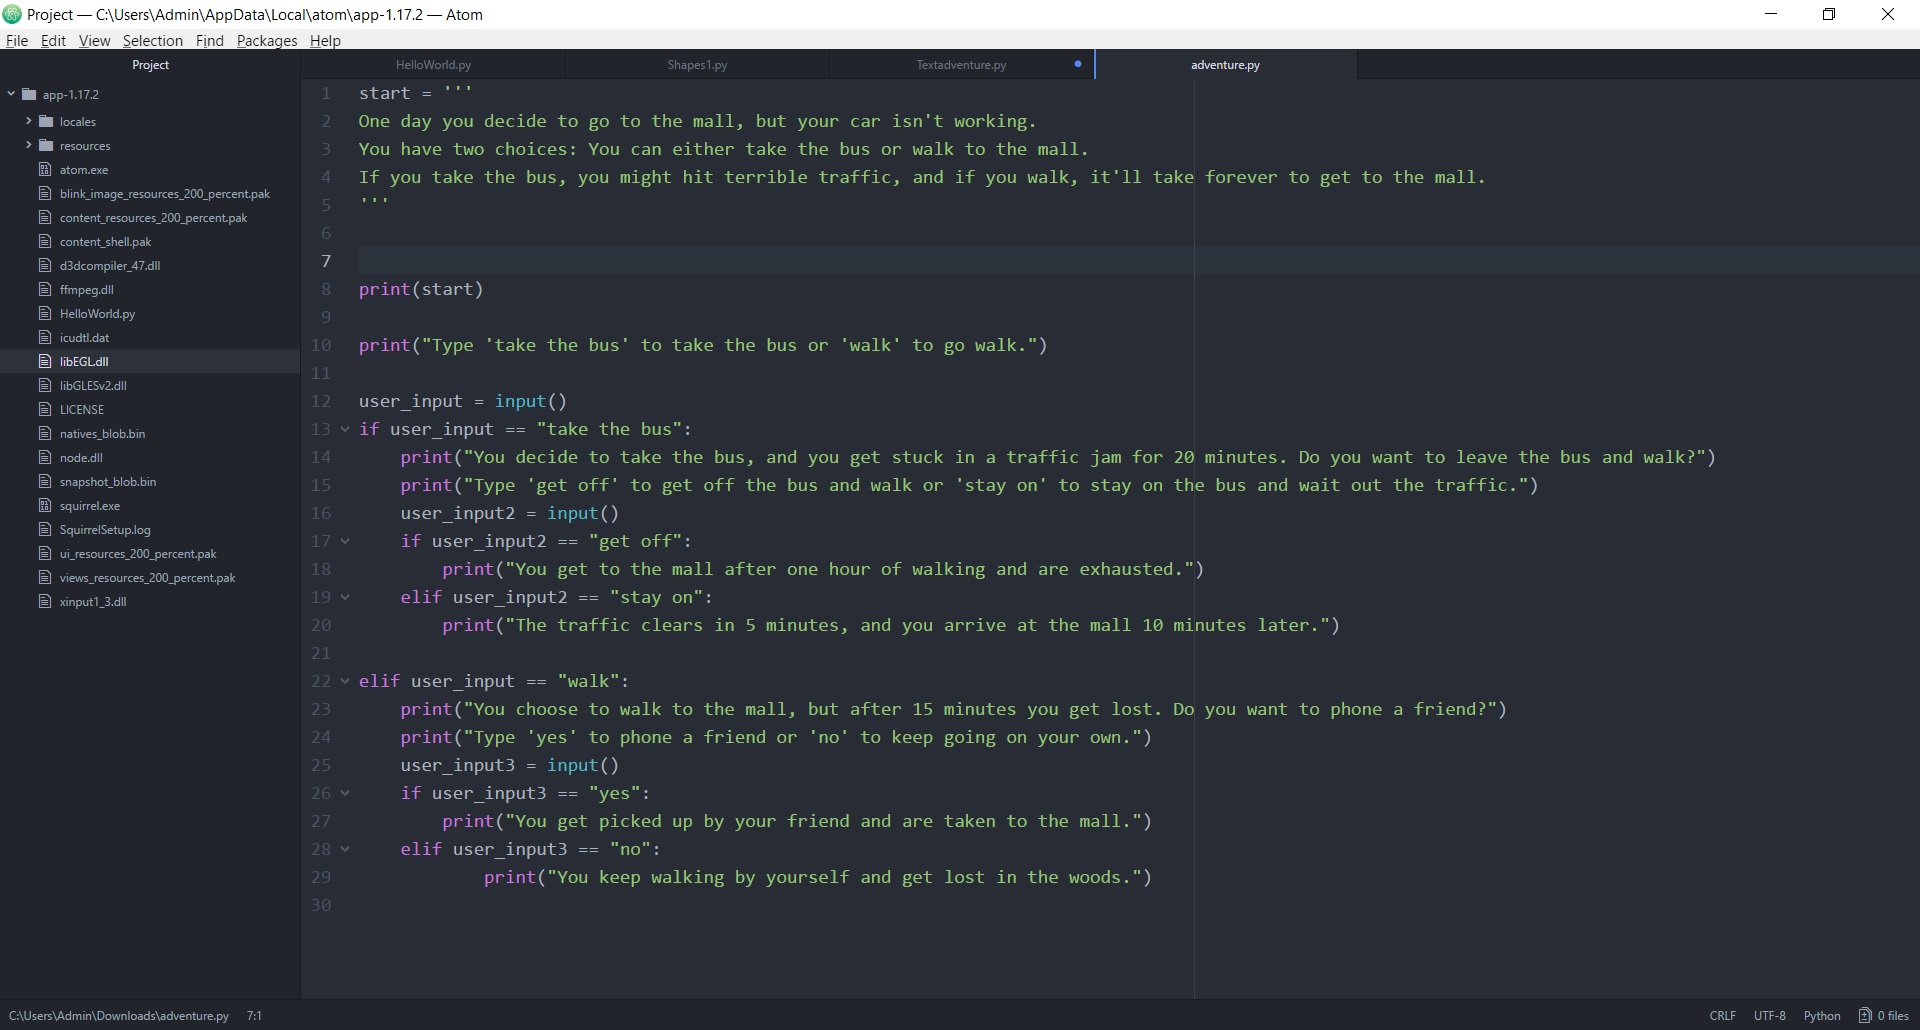 Project — C:\Users\Admin\AppData\Local\atom\app-1.17.2 — Atom
File Edit View Selection Find Packages Help
Project
HelloWorld.py Shapes1.py Textadventure.py adventure.py
app-1.17.2
locales
resources
atom.exe
blink_image_resources_200_percent.pak
content_resources_200_percent.pak
content_shell.pak
d3dcompiler_47.dll
ffmpeg.dll
HelloWorld.py
icudtl.dat
libEGL.dll
libGLESv2.dll
LICENSE
natives_blob.bin
node.dll
snapshot_blob.bin
squirrel.exe
SquirrelSetup.log
ui_resources_200_percent.pak
views_resources_200_percent.pak
xinput1_3.dll
1 start = '''
2 One day you decide to go to the mall, but your car isn't working.
3 You have two choices: You can either take the bus or walk to the mall.
4 If you take the bus, you might hit terrible traffic, and if you walk, it'll take forever to get to the mall.
5 '''
6
7
8 print(start)
9
10 print("Type 'take the bus' to take the bus or 'walk' to go walk.")
11
12 user_input = input()
13 if user_input == "take the bus":
14     print("You decide to take the bus, and you get stuck in a traffic jam for 20 minutes. Do you want to leave the bus and walk?")
15     print("Type 'get off' to get off the bus and walk or 'stay on' to stay on the bus and wait out the traffic.")
16     user_input2 = input()
17     if user_input2 == "get off":
18         print("You get to the mall after one hour of walking and are exhausted.")
19     elif user_input2 == "stay on":
20         print("The traffic clears in 5 minutes, and you arrive at the mall 10 minutes later.")
21
22 elif user_input == "walk":
23     print("You choose to walk to the mall, but after 15 minutes you get lost. Do you want to phone a friend?")
24     print("Type 'yes' to phone a friend or 'no' to keep going on your own.")
25     user_input3 = input()
26     if user_input3 == "yes":
27         print("You get picked up by your friend and are taken to the mall.")
28     elif user_input3 == "no":
29             print("You keep walking by yourself and get lost in the woods.")
30
C:\Users\Admin\Downloads\adventure.py 7:1 CRLF UTF-8 Python 0 files